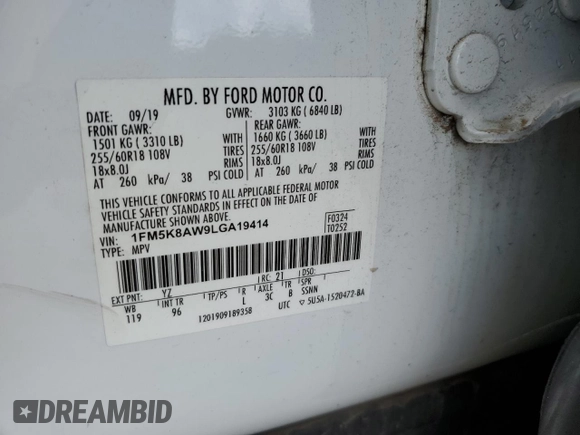 MFD. BY FORD MOTOR CO.
DATE: 09/19 GVWR: 3103 KG ( 6840 LB)
FRONT GAWR: REAR GAWR:
1501 KG ( 3310 LB) WITH 1660 KG ( 3660 LB) WITH
255/60R18 108V TIRES 255/60R18 108V TIRES
18x8.0J RIMS 18x8.0J RIMS
AT 260 kPa/ 38 PSI COLD AT 260 kPa/ 38 PSI COLD
THIS VEHICLE CONFORMS TO ALL APPLICABLE FEDERAL MOTOR
VEHICLE SAFETY STANDARDS IN EFFECT ON THE DATE OF
MANUFACTURE SHOWN ABOVE.
VIN: 1FM5K8AW9LGA19414 F0324
TYPE: MPV T0252
EXT PNT: YZ RC: 21 DSO:
WB INT TR TP/PS R AXLE TR SPR
119 96 L 3C B SSNN
1201909189358 UTC 5U5A-1520472-BA
DREAMBID